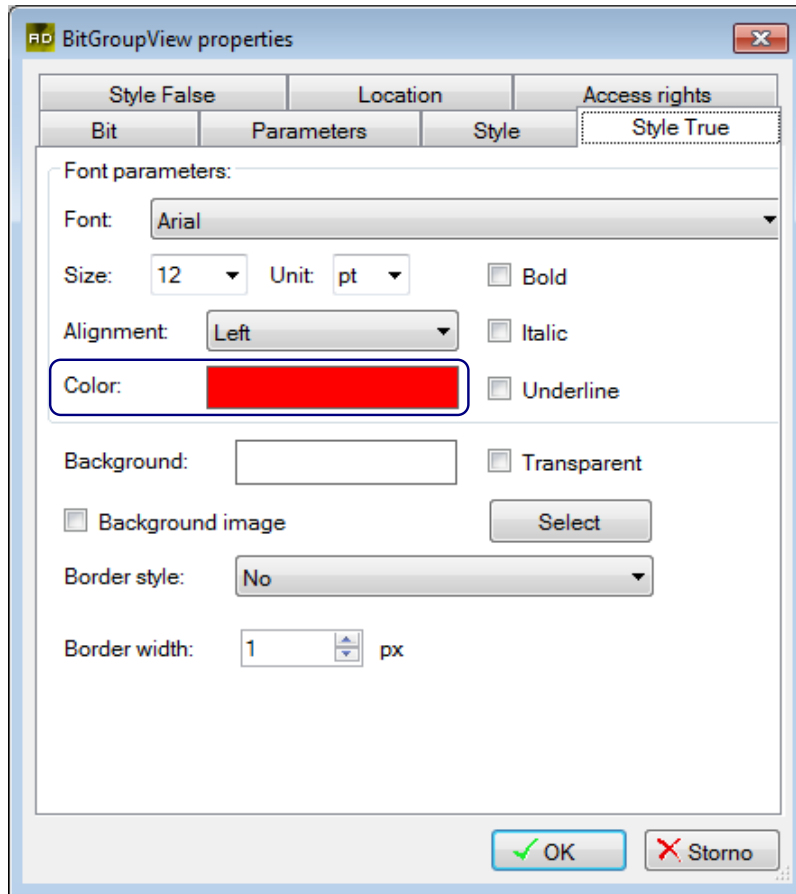 RD BitGroupView properties
Style False Location Access rights
Bit Parameters Style Style True
Font parameters:
Font: Arial
Size: 12 Unit: pt Bold
Alignment: Left Italic
Color: Underline
Background: Transparent
Background image Select
Border style: No
Border width: 1 px
OK Storno